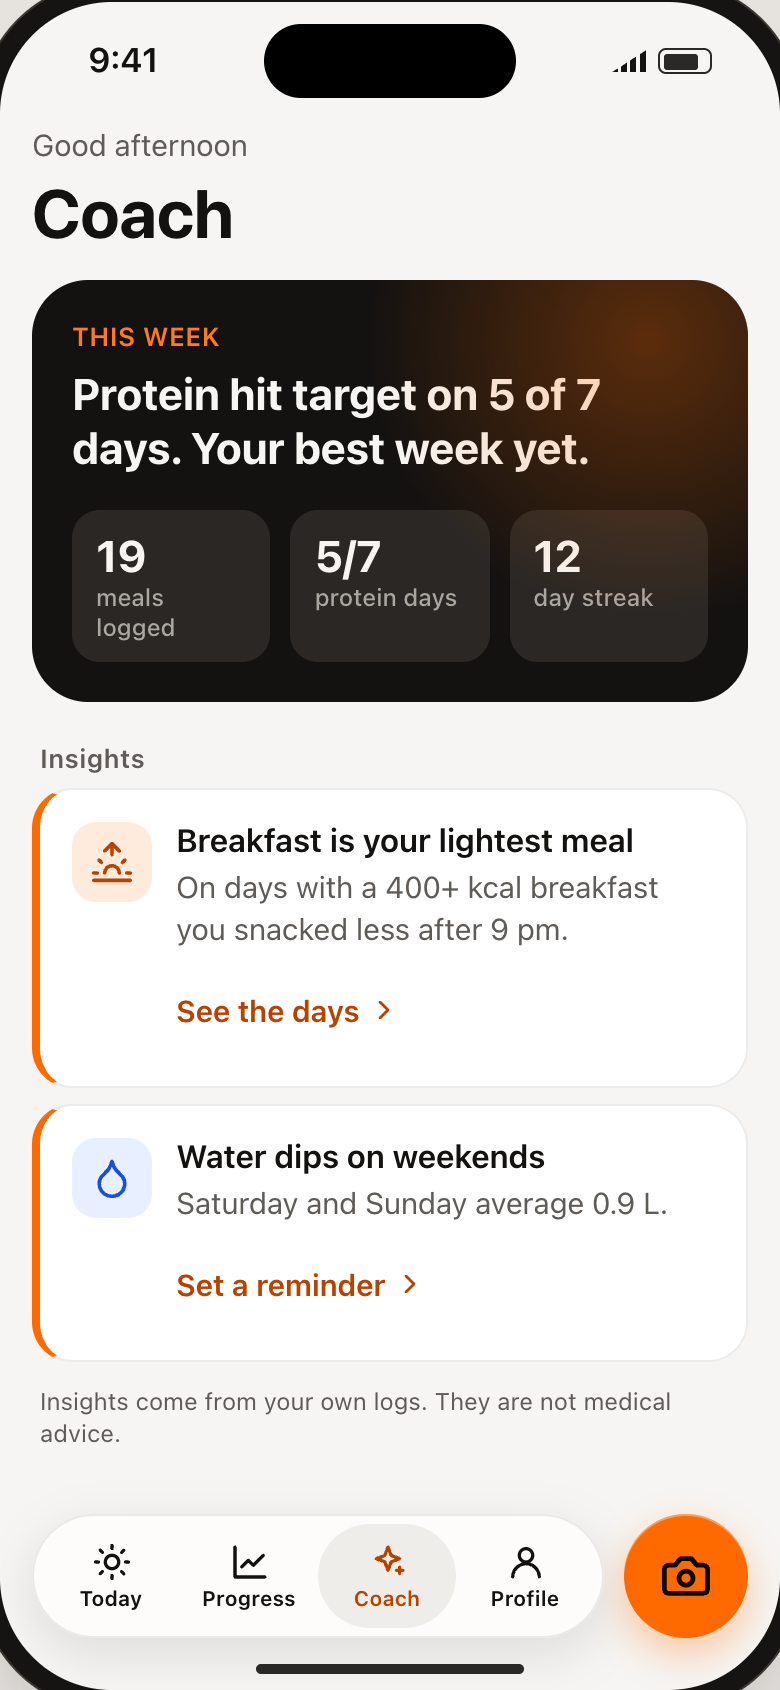 9:41
Good afternoon
Coach
THIS WEEK
Protein hit target on 5 of 7
days. Your best week yet.
19
meals
logged
5/7
protein days
12
day streak
Insights
Breakfast is your lightest meal
On days with a 400+ kcal breakfast
you snacked less after 9 pm.
See the days
Water dips on weekends
Saturday and Sunday average 0.9 L.
Set a reminder
Insights come from your own logs. They are not medical
advice.
Today
Progress
Coach
Profile